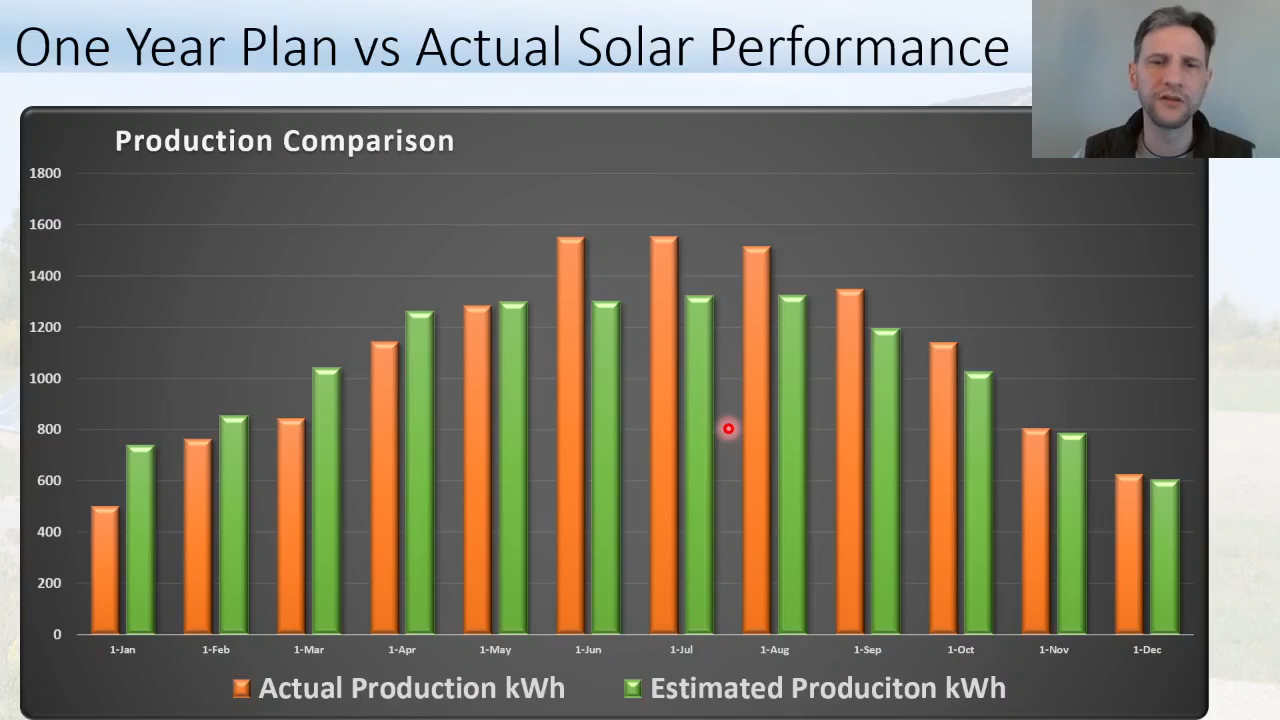 One Year Plan vs Actual Solar Performance
Production Comparison
1800
1600
1400
1200
1000
800
600
400
200
0
1-Jan 1-Feb 1-Mar 1-Apr 1-May 1-Jun 1-Jul 1-Aug 1-Sep 1-Oct 1-Nov 1-Dec
Actual Production kWh Estimated Produciton kWh